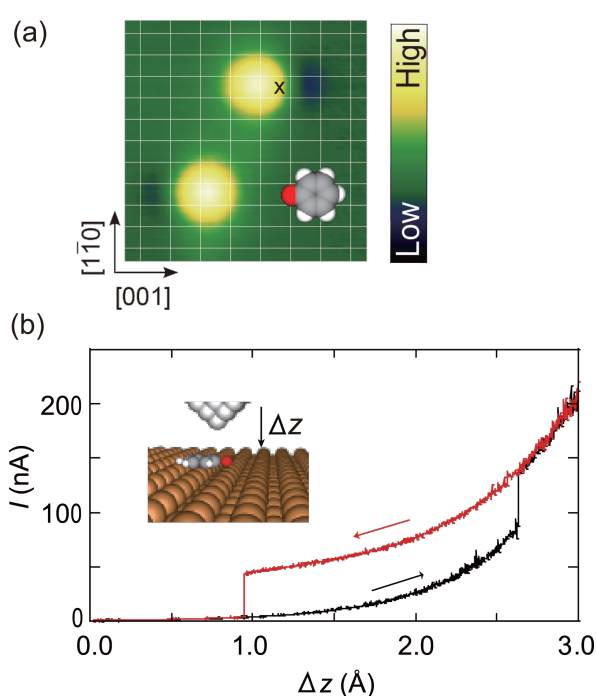 (a)
x
High
Low
[11̄0]
[001]
(b)
I (nA)
200
100
0
Δz
0.0
1.0
2.0
3.0
Δz (Å)